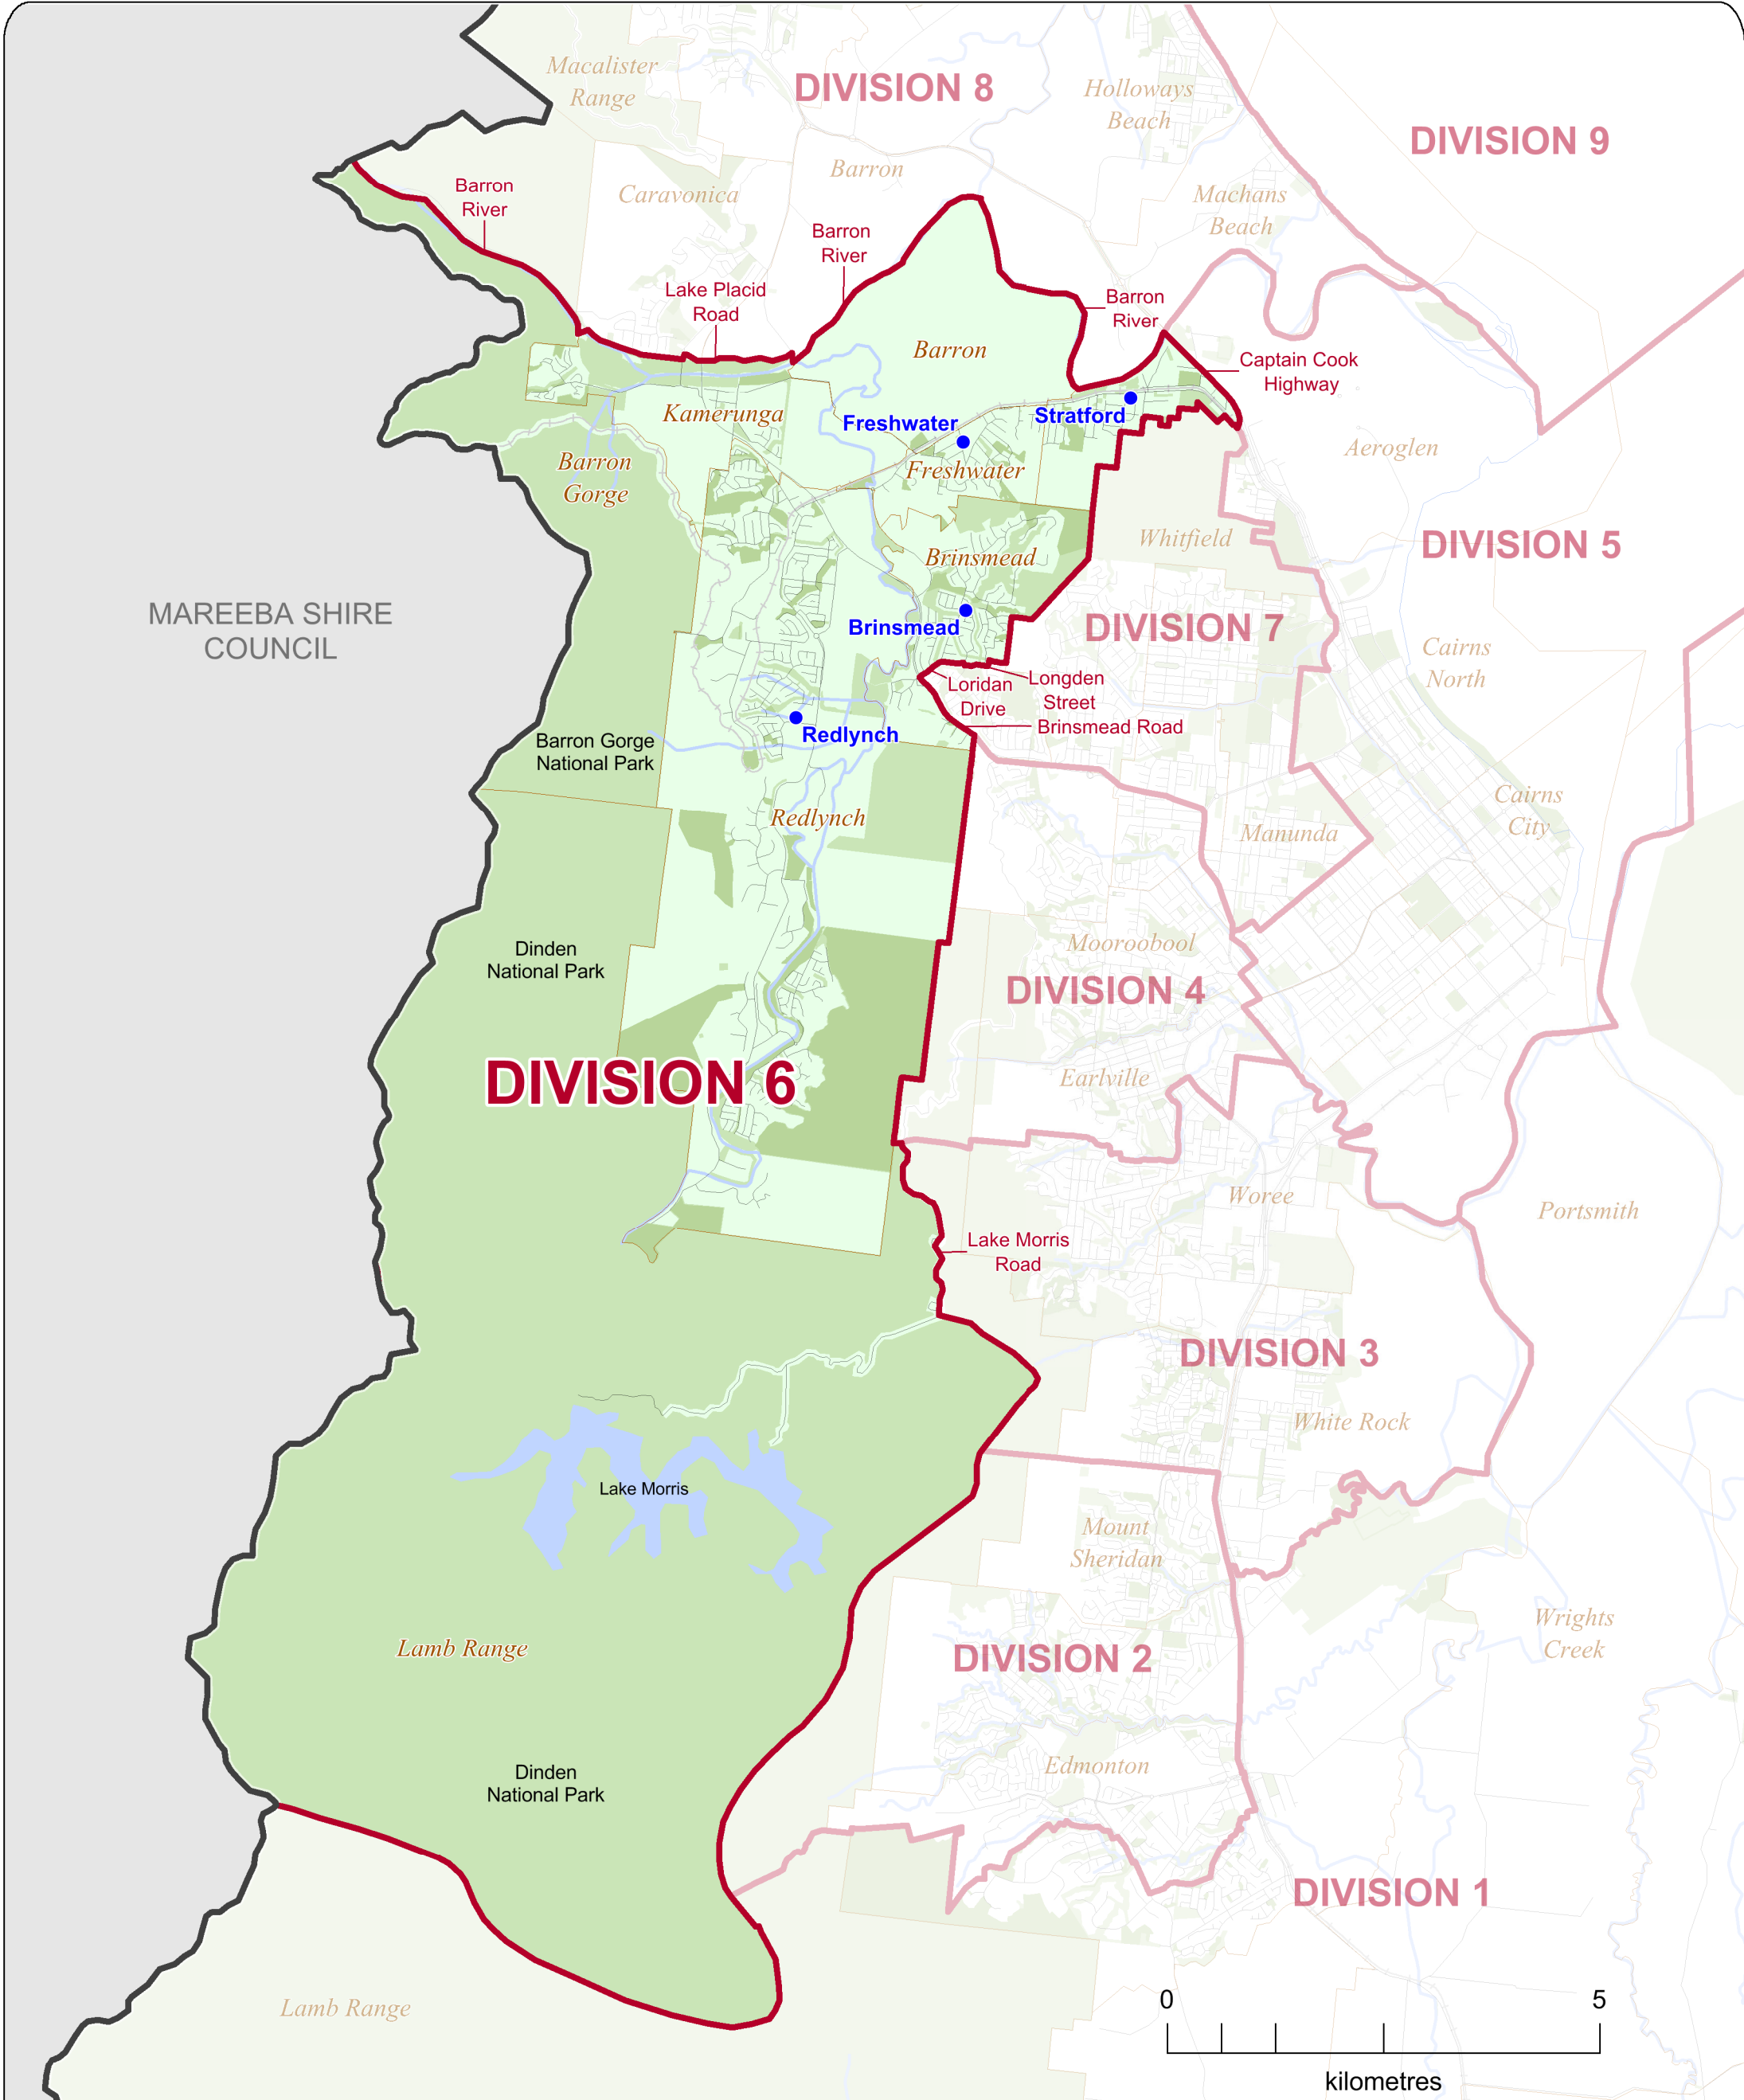 Macalister
Range
DIVISION 8
Holloways
Beach
DIVISION 9
Barron
Caravonica
Machans
Beach
Barron
River
Barron
River
Lake Placid
Road
Barron
River
Captain Cook
Highway
Barron
Kamerunga
Freshwater
Stratford
Freshwater
Aeroglen
Barron
Gorge
Whitfield
DIVISION 5
Brinsmead
MAREEBA SHIRE
COUNCIL
Brinsmead
DIVISION 7
Cairns
North
Loridan
Drive
Longden
Street
Brinsmead Road
Redlynch
Barron Gorge
National Park
Redlynch
Cairns
City
Manunda
Dinden
National Park
Mooroobool
DIVISION 4
DIVISION 6
Earlville
Woree
Portsmith
Lake Morris
Road
DIVISION 3
White Rock
Lake Morris
Mount
Sheridan
Lamb Range
DIVISION 2
Wrights
Creek
Dinden
National Park
Edmonton
DIVISION 1
Lamb Range
0 5
kilometres